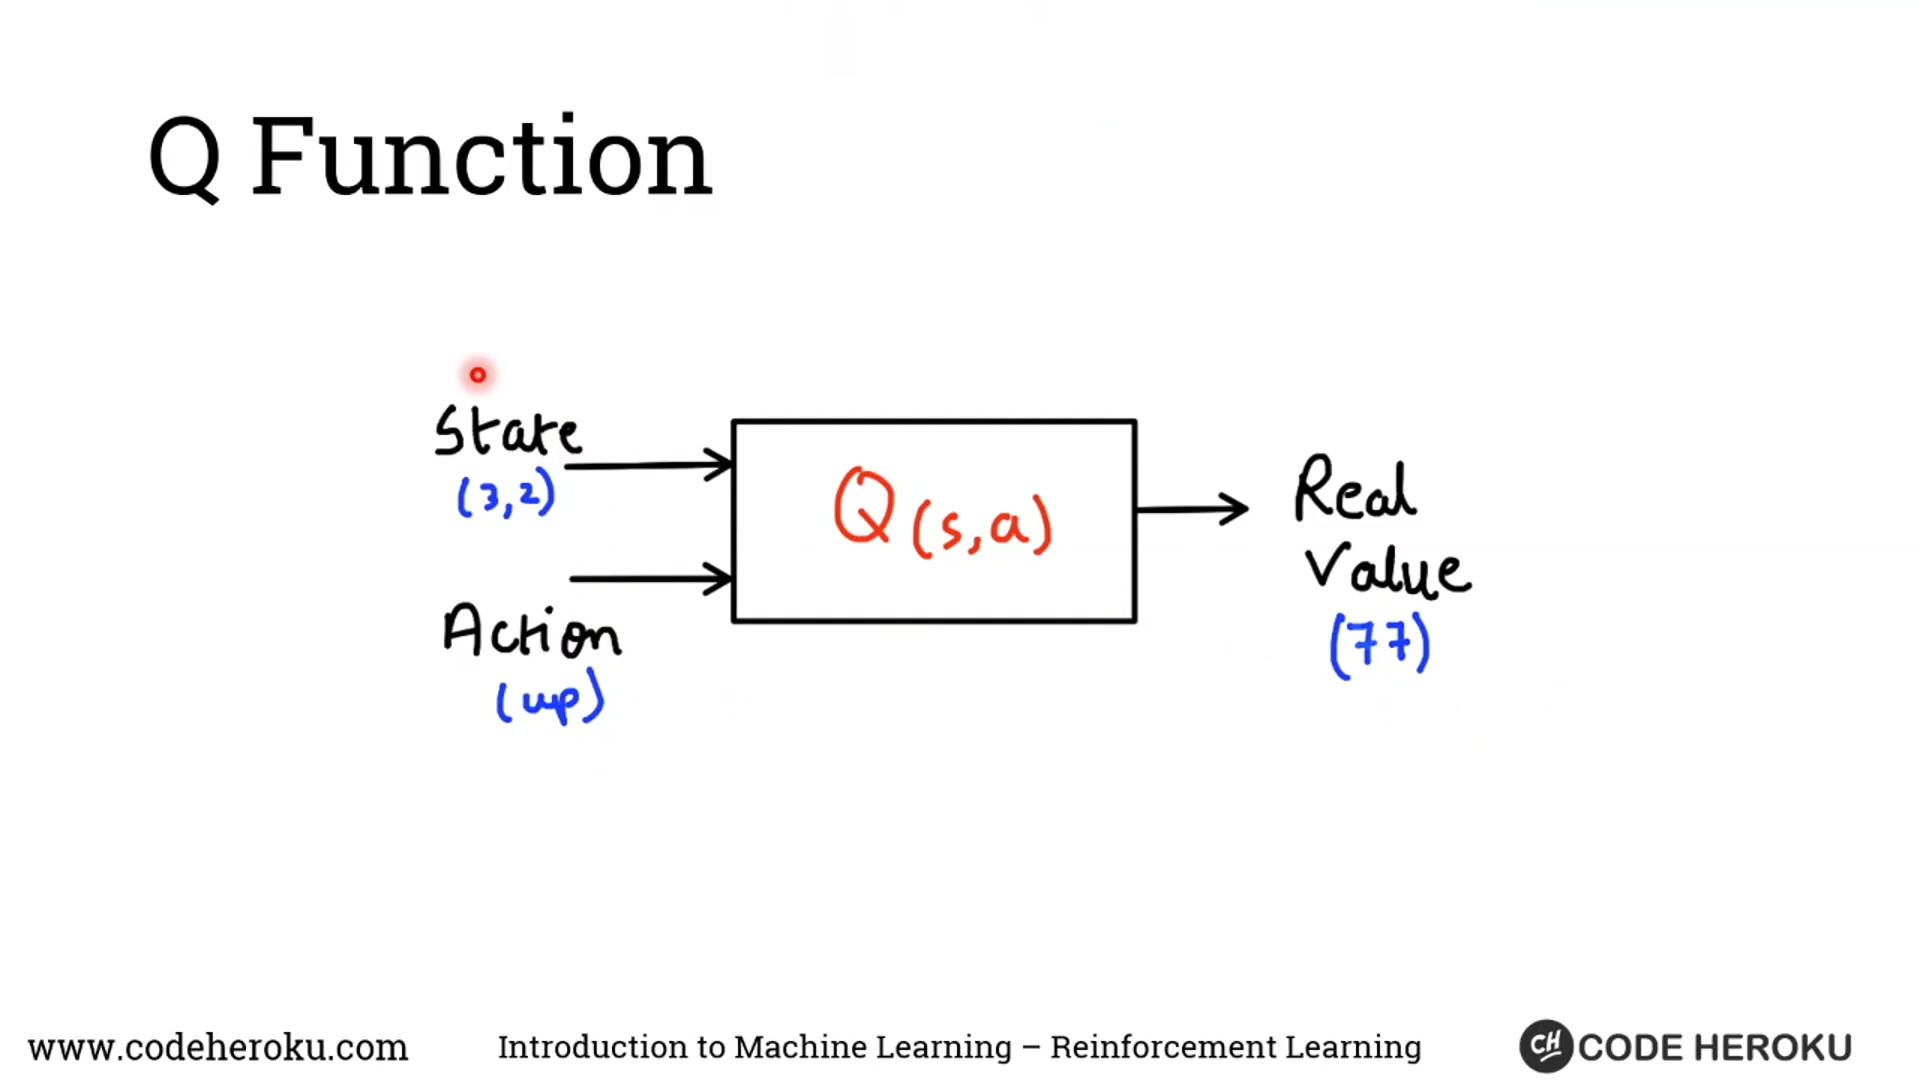 Q Function
State
(3,2)
Action
(up)
Q(s,a)
Real
Value
(77)
www.codeheroku.com
Introduction to Machine Learning – Reinforcement Learning
CH CODE HEROKU